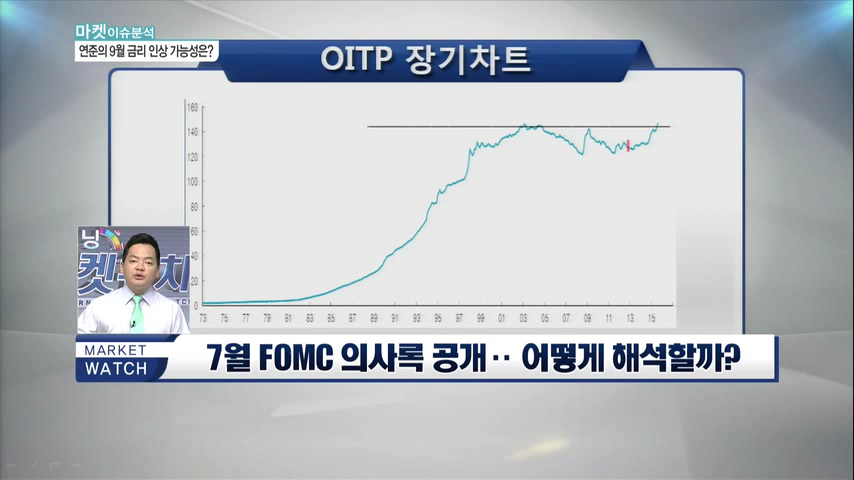 마켓이슈분석
연준의 9월 금리 인상 가능성은?
OITP 장기차트
160
140
120
100
80
60
40
20
0
73 75 77 79 81 83 85 87 89 91 93 95 97 99 01 03 05 07 09 11 13 15
닝
켓
치
MARKET
WATCH
7월 FOMC 의사록 공개‥ 어떻게 해석할까?